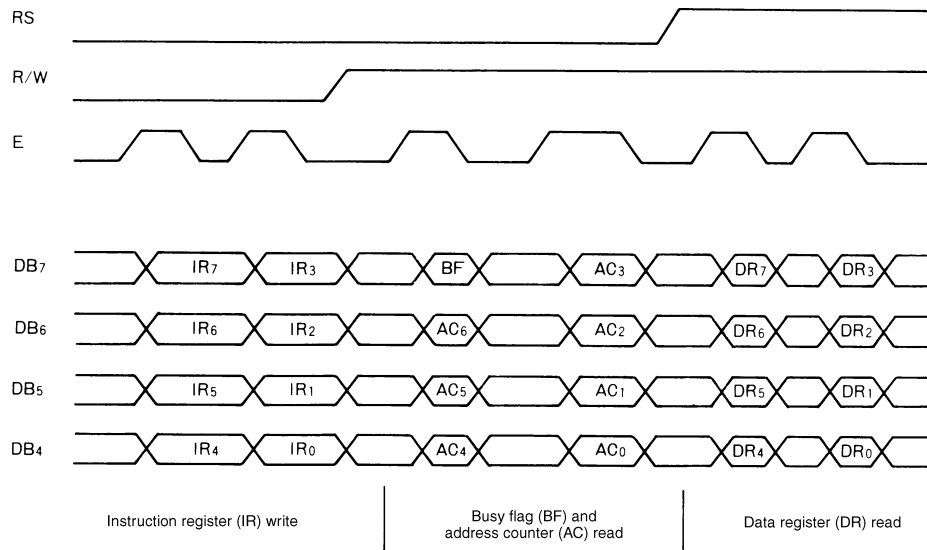 RS
R/W
E
DB7 IR7 IR3 BF AC3 DR7 DR3
DB6 IR6 IR2 AC6 AC2 DR6 DR2
DB5 IR5 IR1 AC5 AC1 DR5 DR1
DB4 IR4 IR0 AC4 AC0 DR4 DR0
Instruction register (IR) write
Busy flag (BF) and
address counter (AC) read
Data register (DR) read